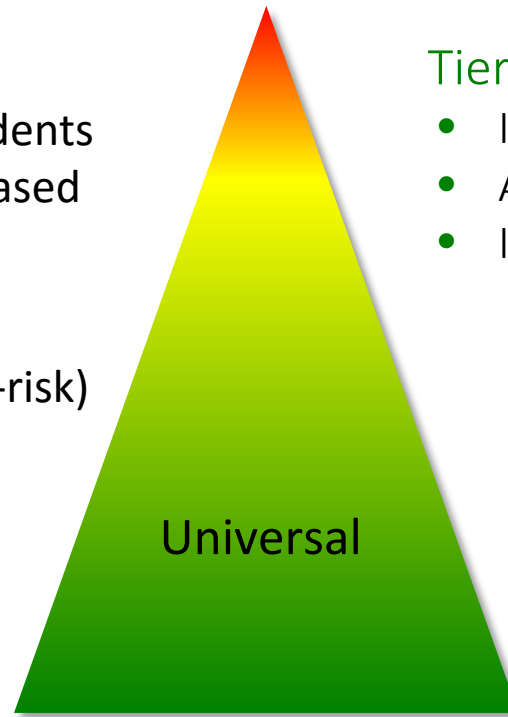 dents
ased
-risk)
Tier
•
• A
•
Universal